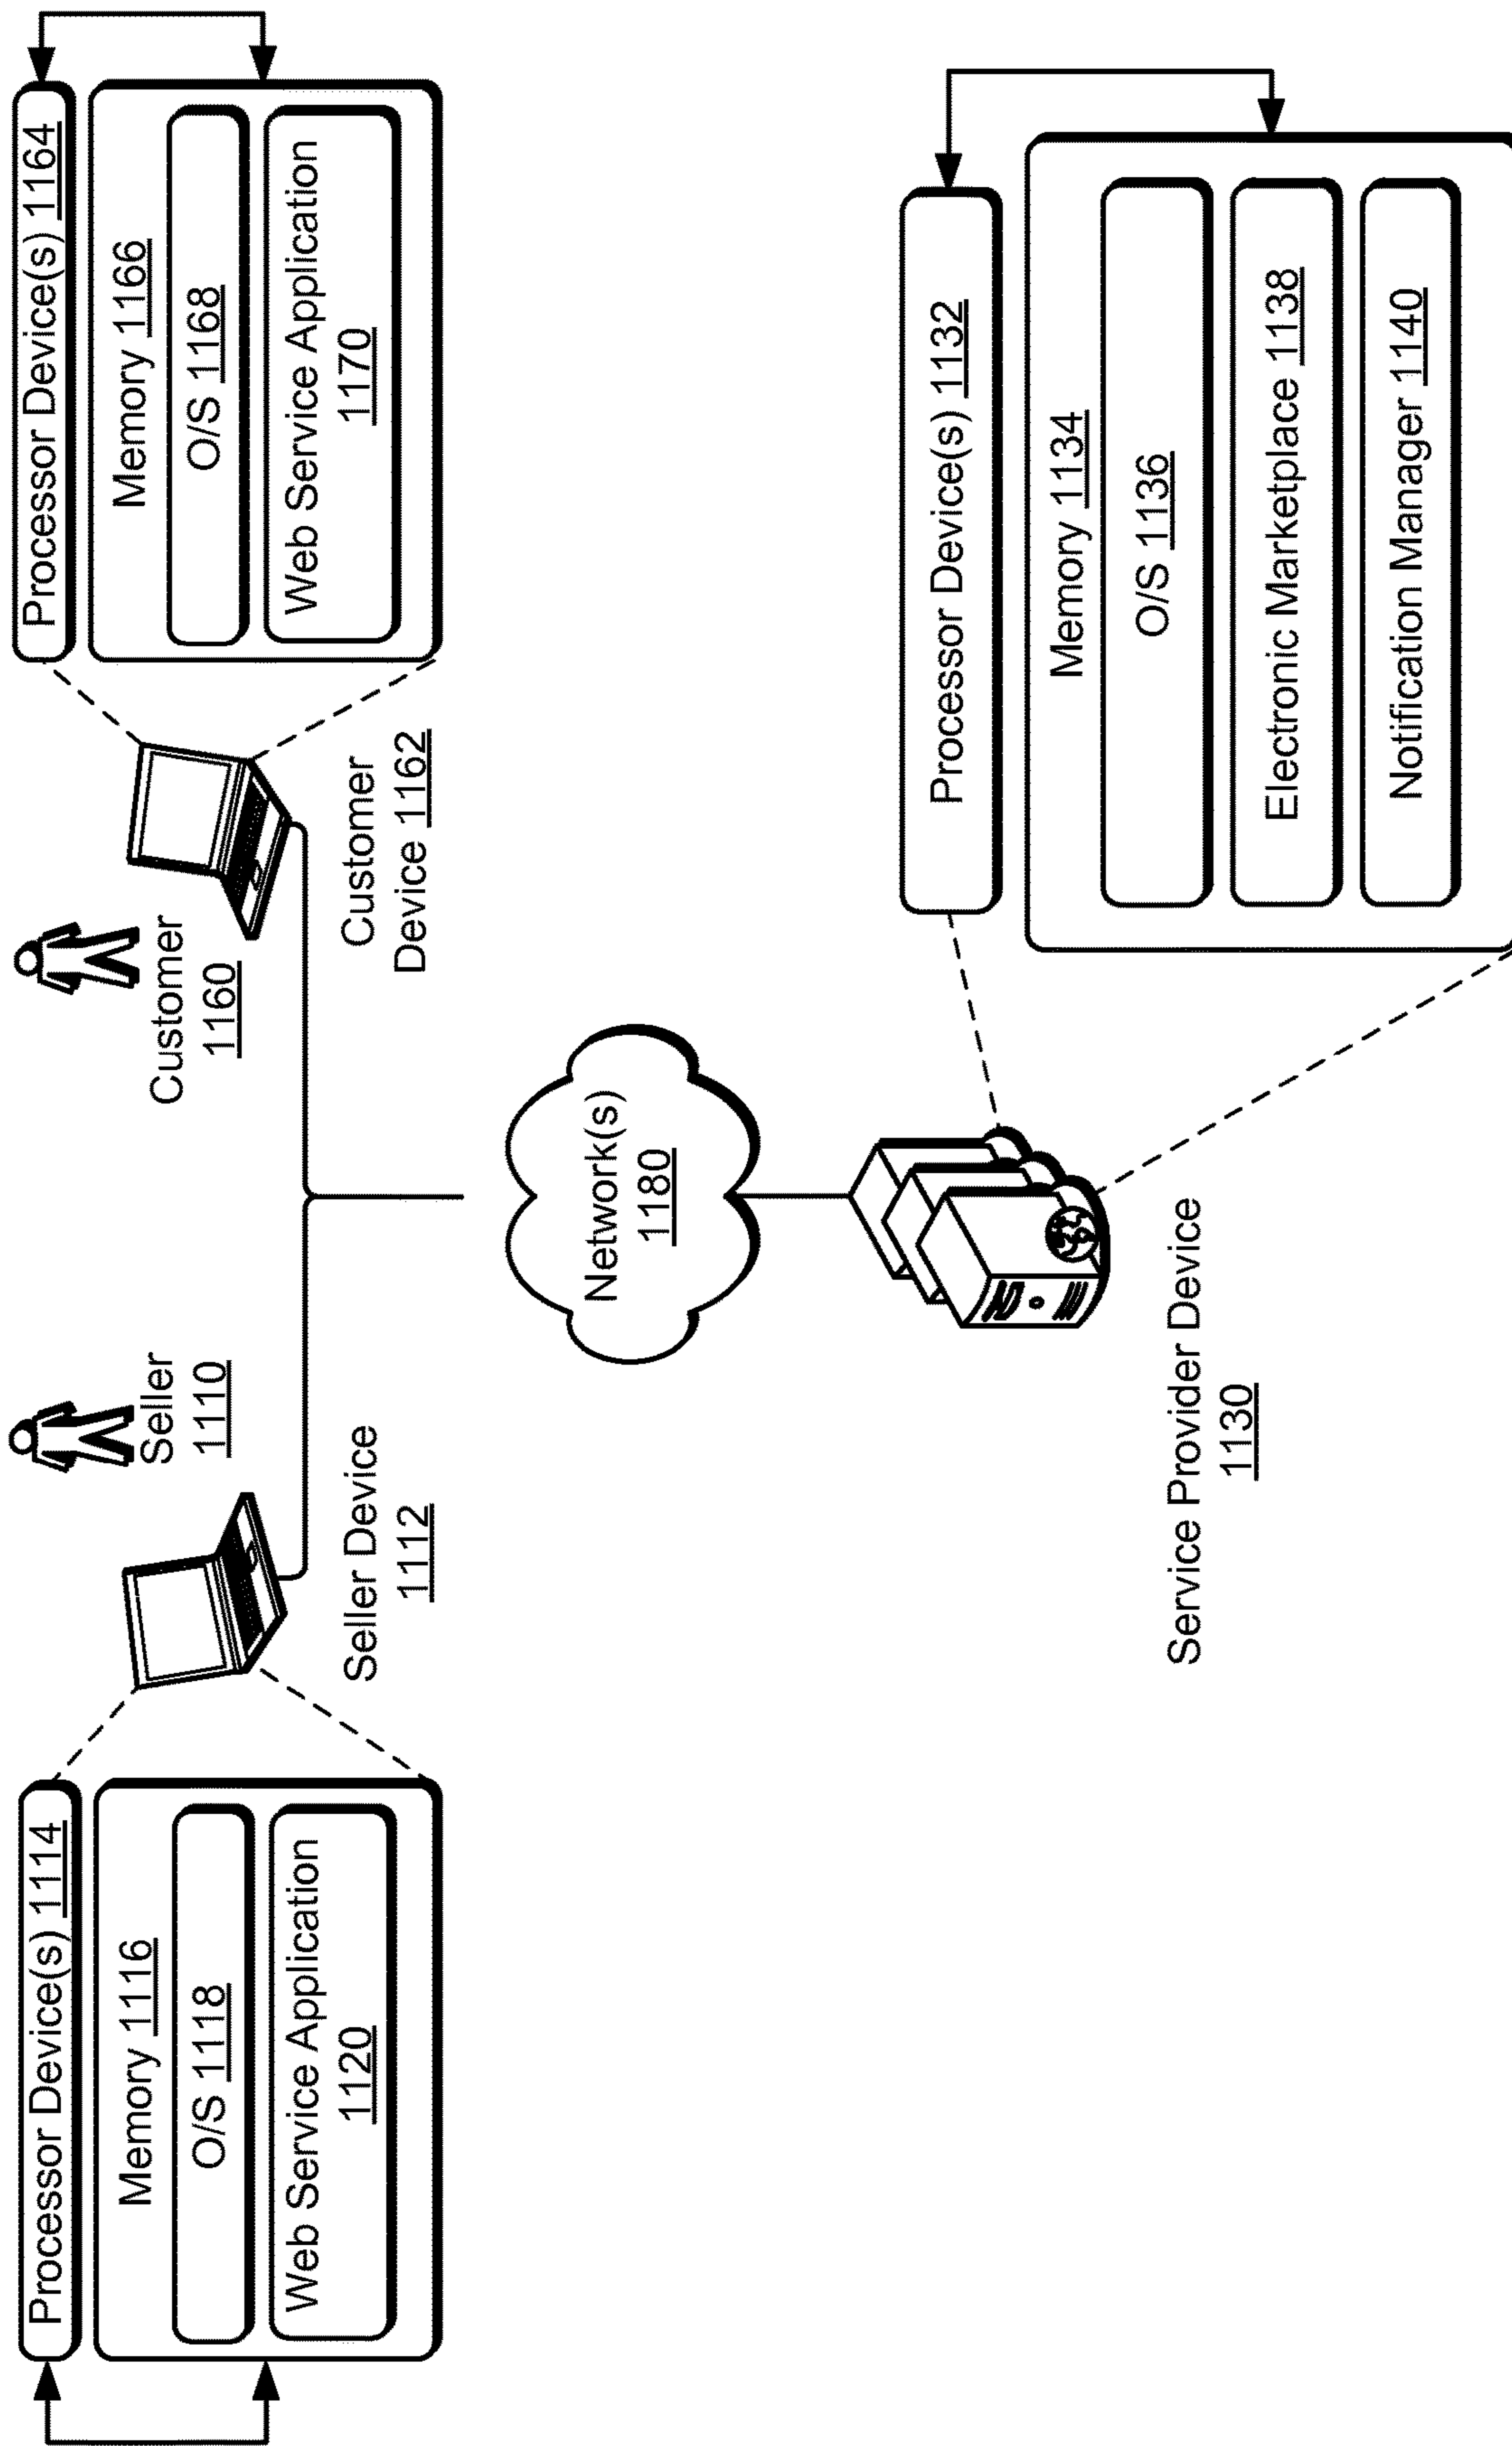 Processor Device(s) 1114
Memory 1116
O/S 1118
Web Service Application
1120
Seller
1110
Seller Device
1112
Customer
1160
Customer
Device 1162
Processor Device(s) 1164
Memory 1166
O/S 1168
Web Service Application
1170
Network(s)
1180
Service Provider Device
1130
Processor Device(s) 1132
Memory 1134
O/S 1136
Electronic Marketplace 1138
Notification Manager 1140